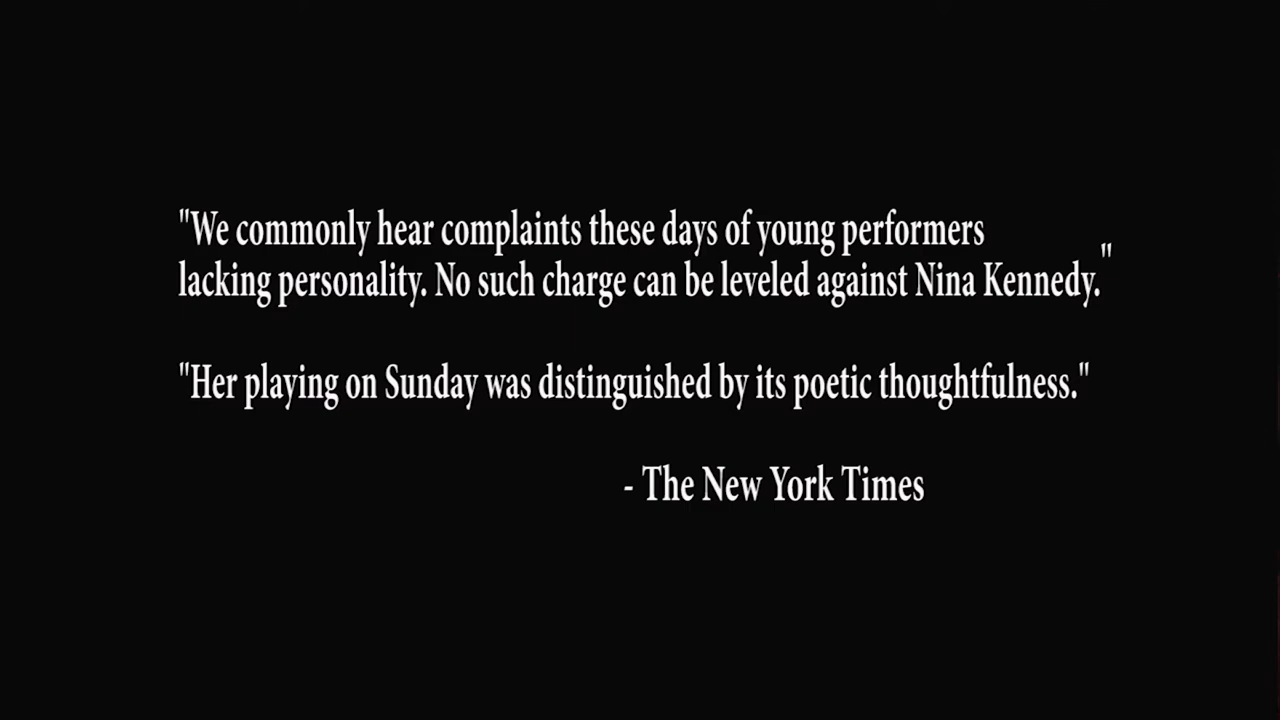 "We commonly hear complaints these days of young performers
lacking personality. No such charge can be leveled against Nina Kennedy."
"Her playing on Sunday was distinguished by its poetic thoughtfulness."
- The New York Times